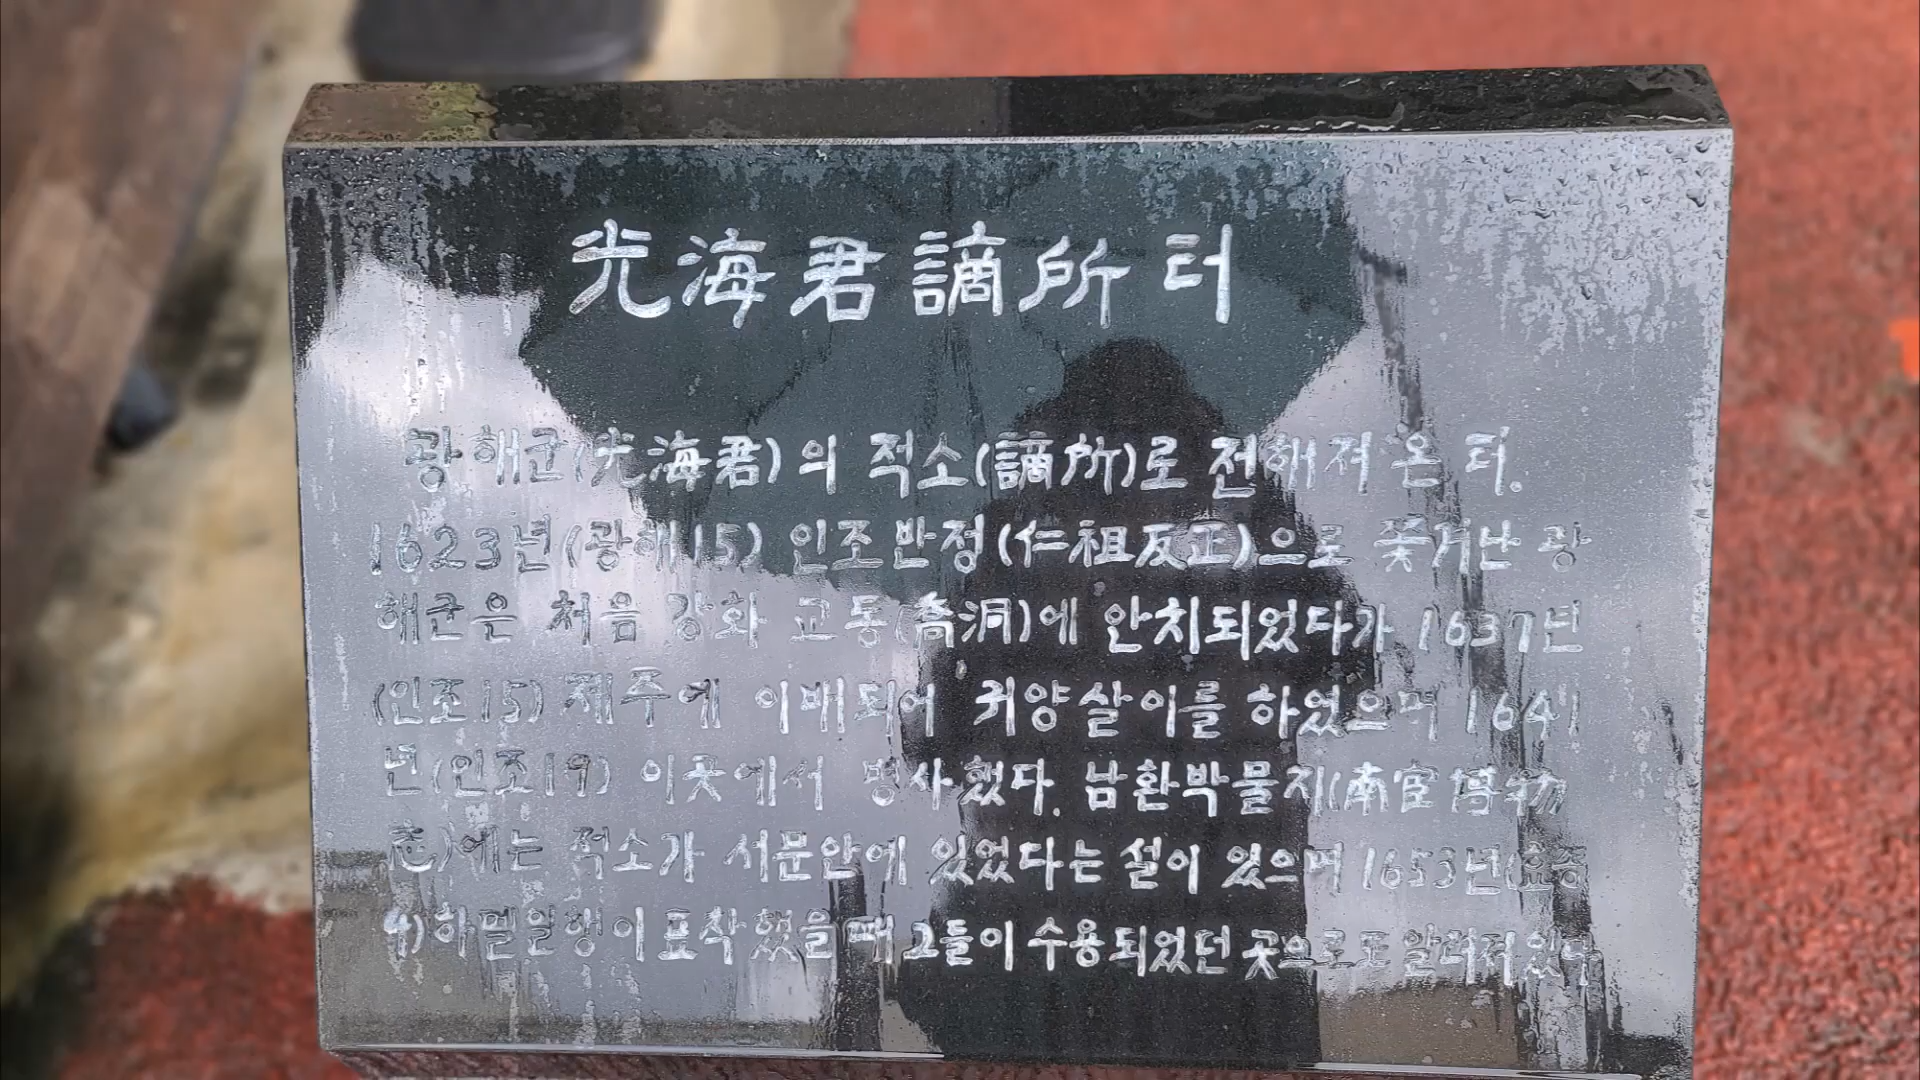 光海君謫所 터
광해군(光海君)의 적소(謫所)로 전해져 온 터.
1623년(광해15) 인조반정(仁祖反正)으로 쫓겨난 광
해군은 처음 강화 교동(喬洞)에 안치되었다가 1637년
(인조15) 제주에 이배되어 귀양살이를 하였으며 1641
년(인조19) 이곳에서 병사했다. 남환박물지(南宦博物
志)에는 적소가 서문안에 있었다는 설이 있으며 1653년(효종
4)하멜일행이 표착했을때 그들이 수용되었던 곳으로도 알려져있다